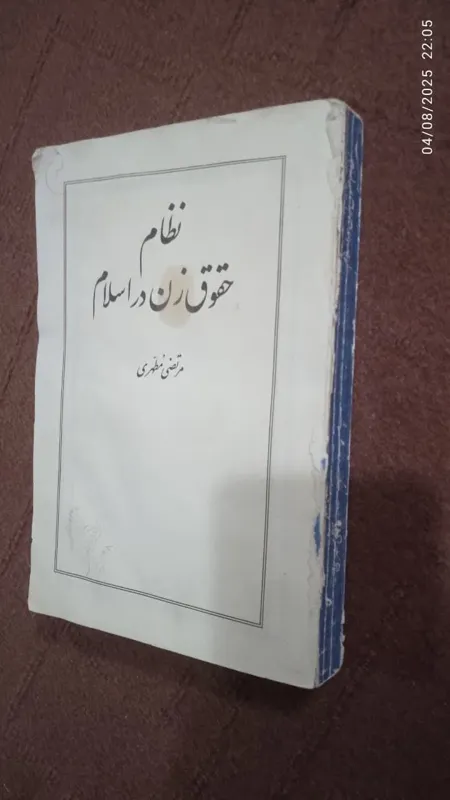 نظام
حقوق زن در اسلام
مرتضی مطهری
04/08/2025 22:05